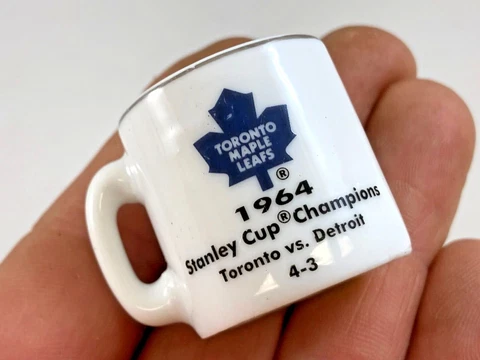 TORONTO
MAPLE
LEAFS
®
1964
Stanley Cup® Champions
Toronto vs. Detroit
4-3